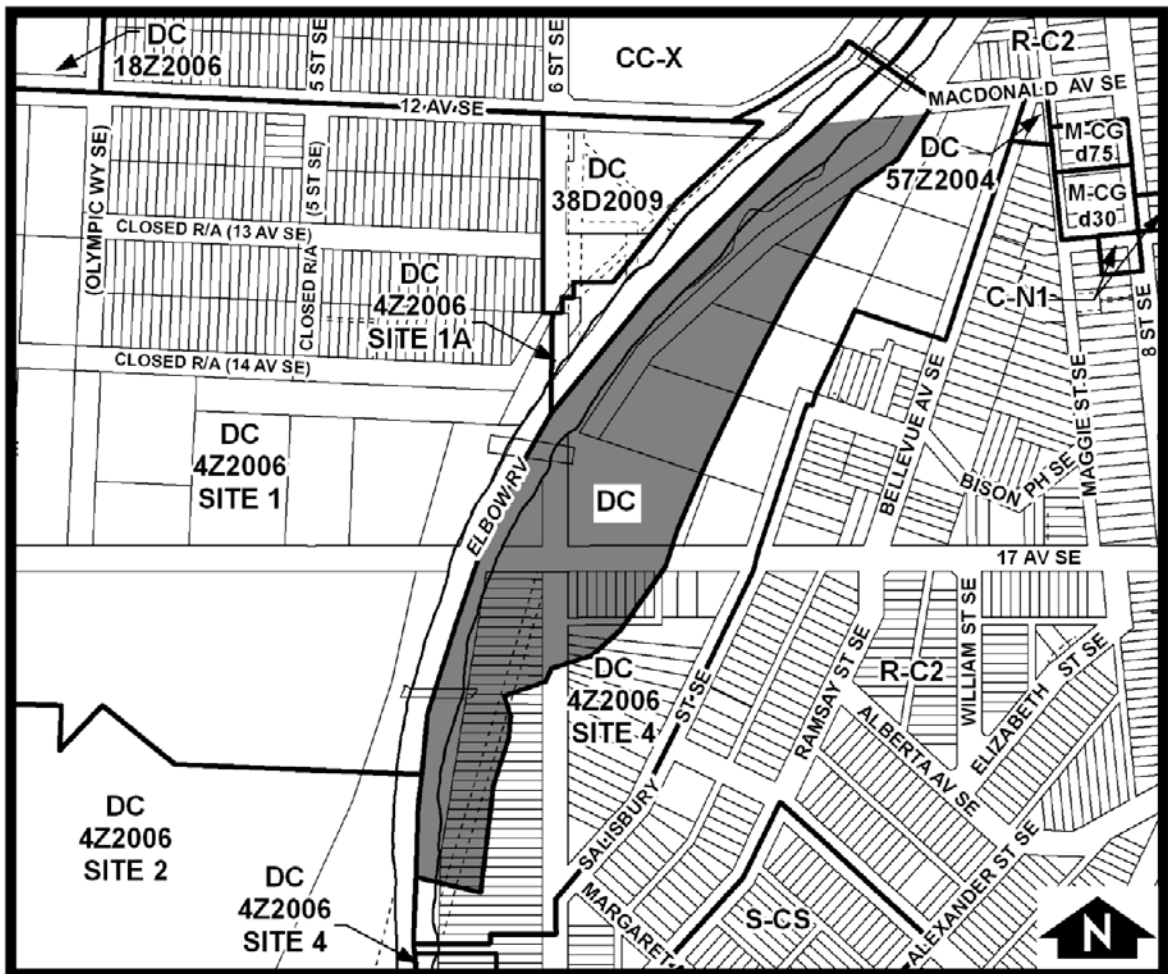 DC
18Z2006
5 ST SE
6 ST SE
CC-X
R-C2
MACDONALD AV SE
12 AV SE
(OLYMPIC WY SE)
(5 ST SE)
DC
38D2009
DC
57Z2004
M-CG
d75
M-CG
d30
CLOSED R/A (13 AV SE)
CLOSED R/A
DC
4Z2006
SITE 1A
C-N1
8 ST SE
CLOSED R/A (14 AV SE)
MAGGIE ST SE
BELLEVUE AV SE
DC
4Z2006
SITE 1
BISON PH SE
ELBOW RV
DC
17 AV SE
WILLIAM ST SE
ELIZABETH ST SE
R-C2
RAMSAY ST SE
DC
4Z2006
SITE 4
ALBERTA AV SE
SALISBURY ST SE
DC
4Z2006
SITE 2
DC
4Z2006
SITE 4
MARGARET A
S-CS
ALEXANDER ST SE
N